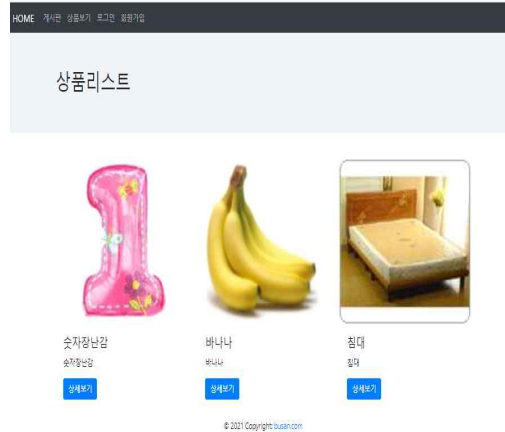 HOME 게시판 상품보기 로그인 회원가입
상품리스트
숫자장난감 바나나 침대
숫자장난감 바나나 침대
상세보기 상세보기 상세보기
© 2021 Copyright: busan.com